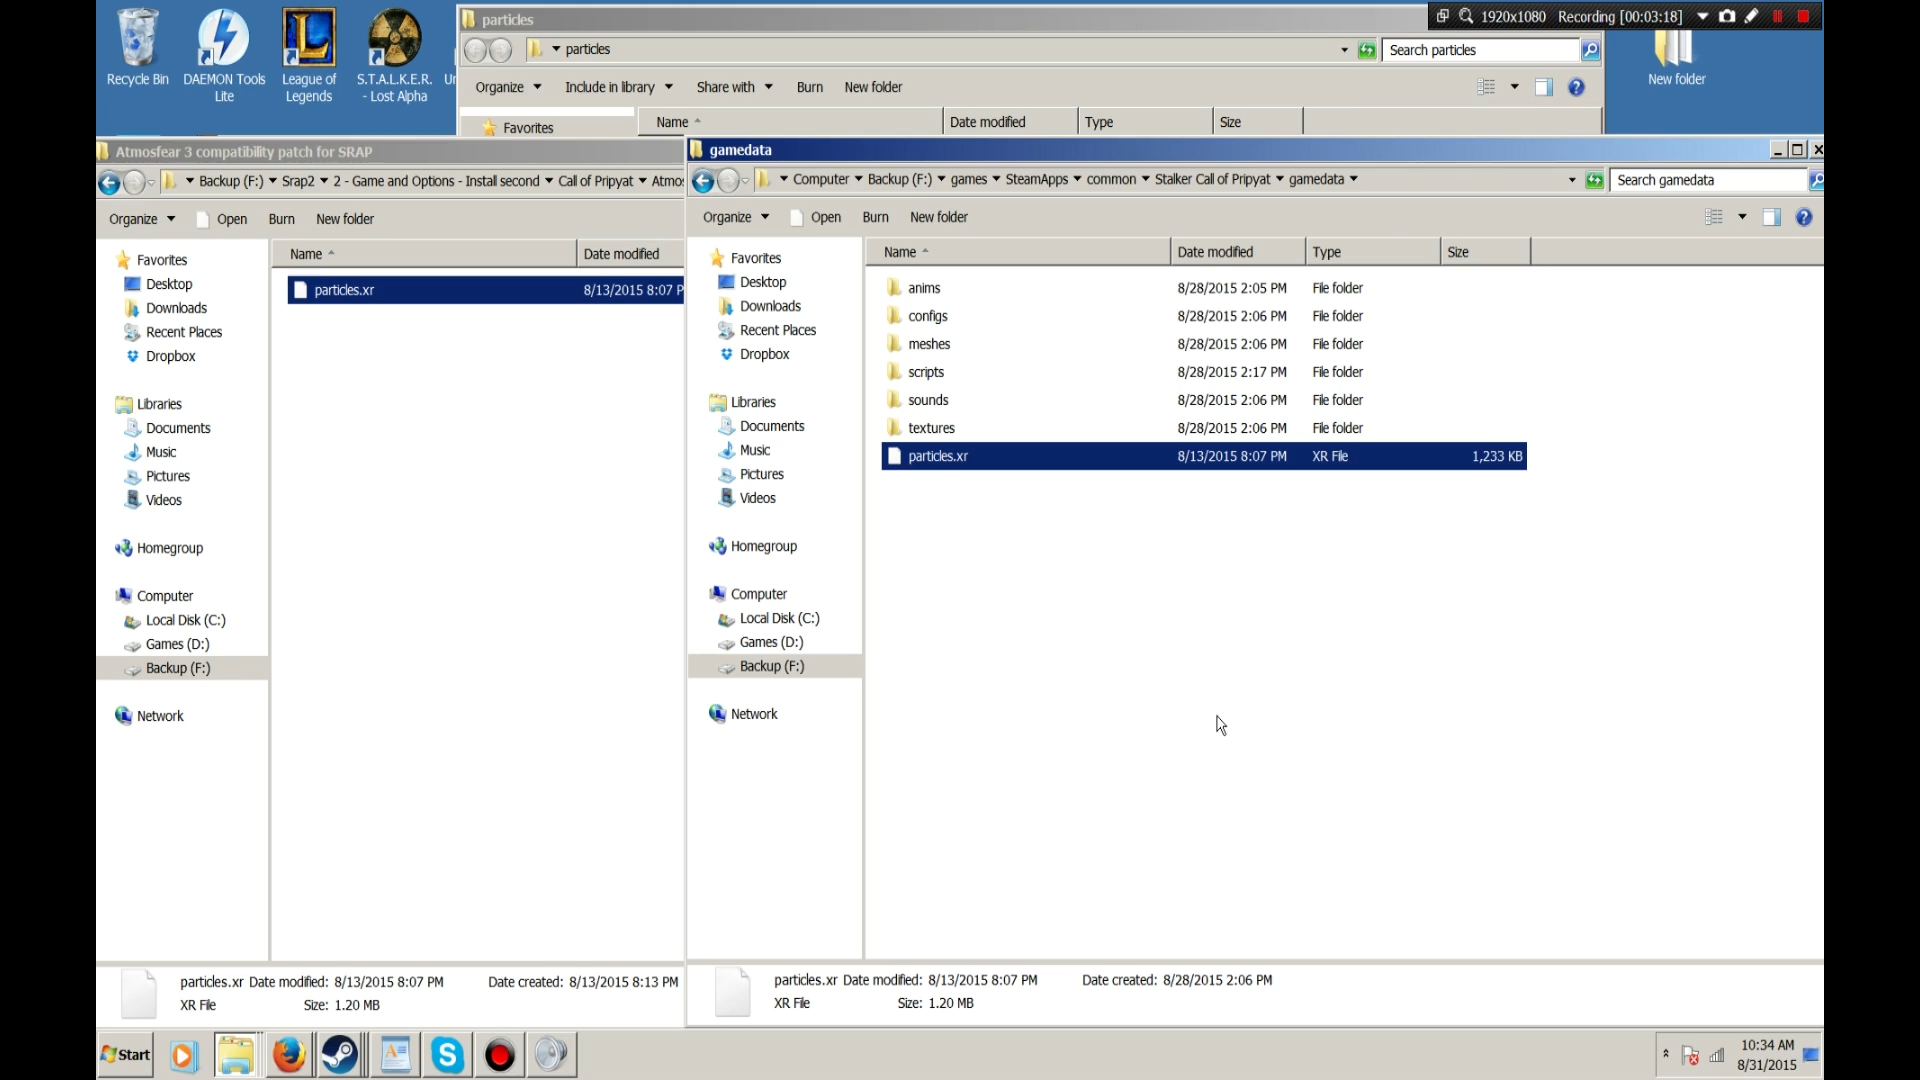 Recycle Bin
DAEMON Tools
Lite
League of
Legends
S.T.A.L.K.E.R.
- Lost Alpha
New folder
1920x1080 Recording [00:03:18]
particles
particles
Search particles
Organize Include in library Share with Burn New folder
Favorites
Name Date modified Type Size
Atmosfear 3 compatibility patch for SRAP
Backup (F:) Srap2 2 - Game and Options - Install second Call of Pripyat
Organize Open Burn New folder
Name Date modified
Favorites
Desktop
Downloads
Recent Places
Dropbox
Libraries
Documents
Music
Pictures
Videos
Homegroup
Computer
Local Disk (C:)
Games (D:)
Backup (F:)
Network
particles.xr 8/13/2015 8:07 P
particles.xr Date modified: 8/13/2015 8:07 PM Date created: 8/13/2015 8:13 PM
XR File Size: 1.20 MB
gamedata
Computer Backup (F:) games SteamApps common Stalker Call of Pripyat gamedata
Search gamedata
Organize Open Burn New folder
Name Date modified Type Size
Favorites
Desktop
Downloads
Recent Places
Dropbox
Libraries
Documents
Music
Pictures
Videos
Homegroup
Computer
Local Disk (C:)
Games (D:)
Backup (F:)
Network
anims 8/28/2015 2:05 PM File folder
configs 8/28/2015 2:06 PM File folder
meshes 8/28/2015 2:06 PM File folder
scripts 8/28/2015 2:17 PM File folder
sounds 8/28/2015 2:06 PM File folder
textures 8/28/2015 2:06 PM File folder
particles.xr 8/13/2015 8:07 PM XR File 1,233 KB
particles.xr Date modified: 8/13/2015 8:07 PM Date created: 8/28/2015 2:06 PM
XR File Size: 1.20 MB
Start
10:34 AM
8/31/2015